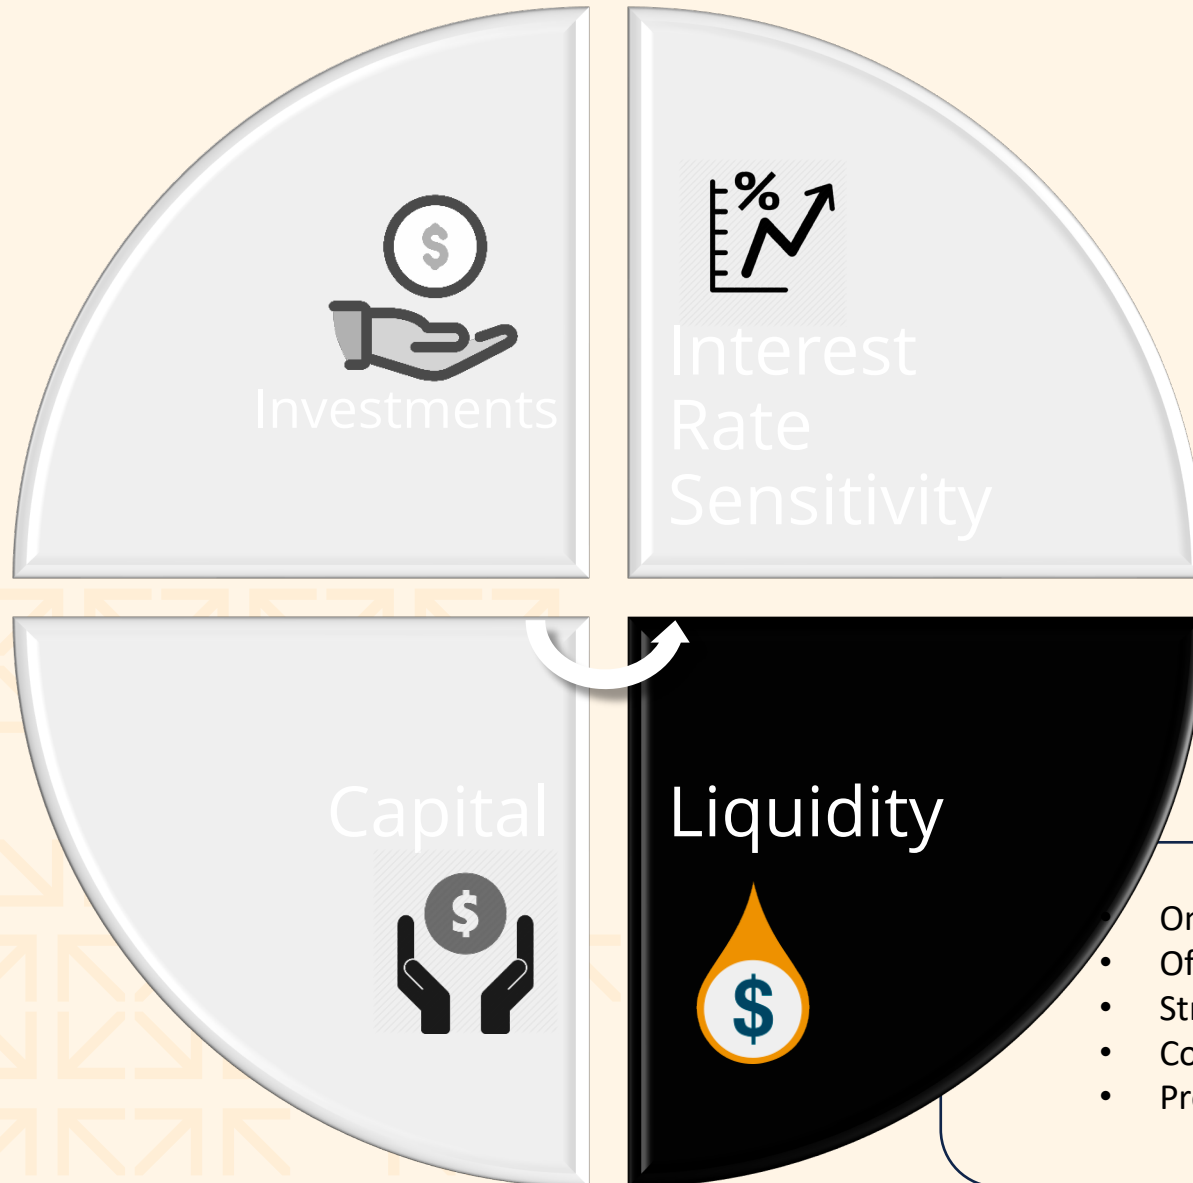 %
$
Investments
Interest
Rate
Sensitivity
Capital
Liquidity
$
$